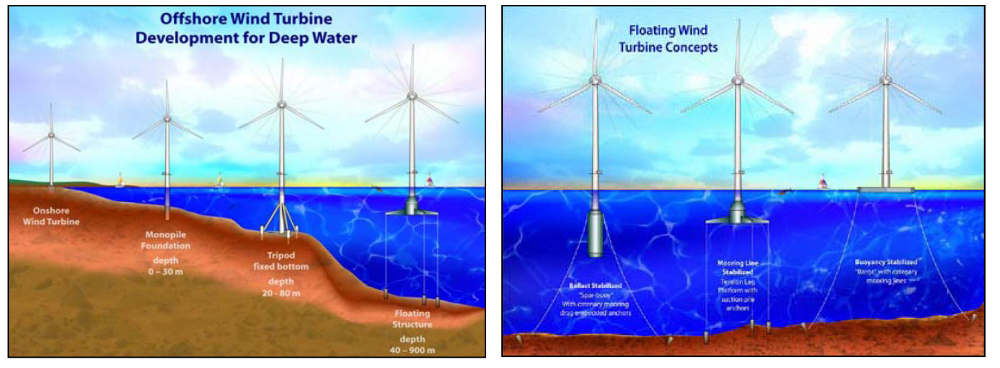 Offshore Wind Turbine
Development for Deep Water
Onshore
Wind Turbine
Monopile
Foundation
depth
0 – 30 m
Tripod
fixed bottom
depth
20 - 80 m
Floating
Structure
depth
40 – 900 m
Floating Wind
Turbine Concepts
Ballast Stabilized
"Spar-buoy"
With catenary mooring
drag embedded anchors
Mooring Line
Stabilized
Tension Leg
Platform with
suction pile
anchors
Buoyancy Stabilized
"Barge" with catenary
mooring lines